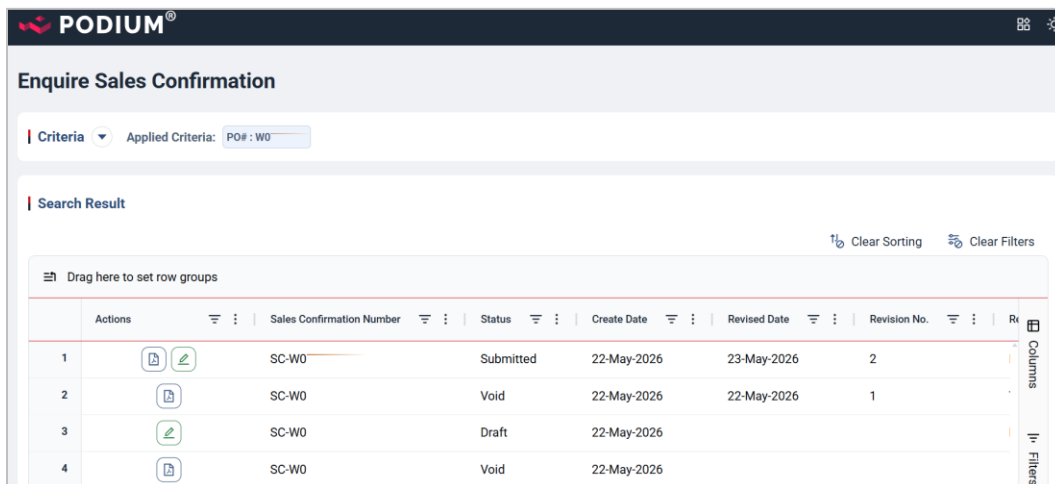 PODIUM®
Enquire Sales Confirmation
Criteria Applied Criteria: PO# : W0
Search Result
Clear Sorting Clear Filters
Drag here to set row groups
Actions Sales Confirmation Number Status Create Date Revised Date Revision No.
1 SC-W0 Submitted 22-May-2026 23-May-2026 2
2 SC-W0 Void 22-May-2026 22-May-2026 1
3 SC-W0 Draft 22-May-2026
4 SC-W0 Void 22-May-2026
Columns
Filters